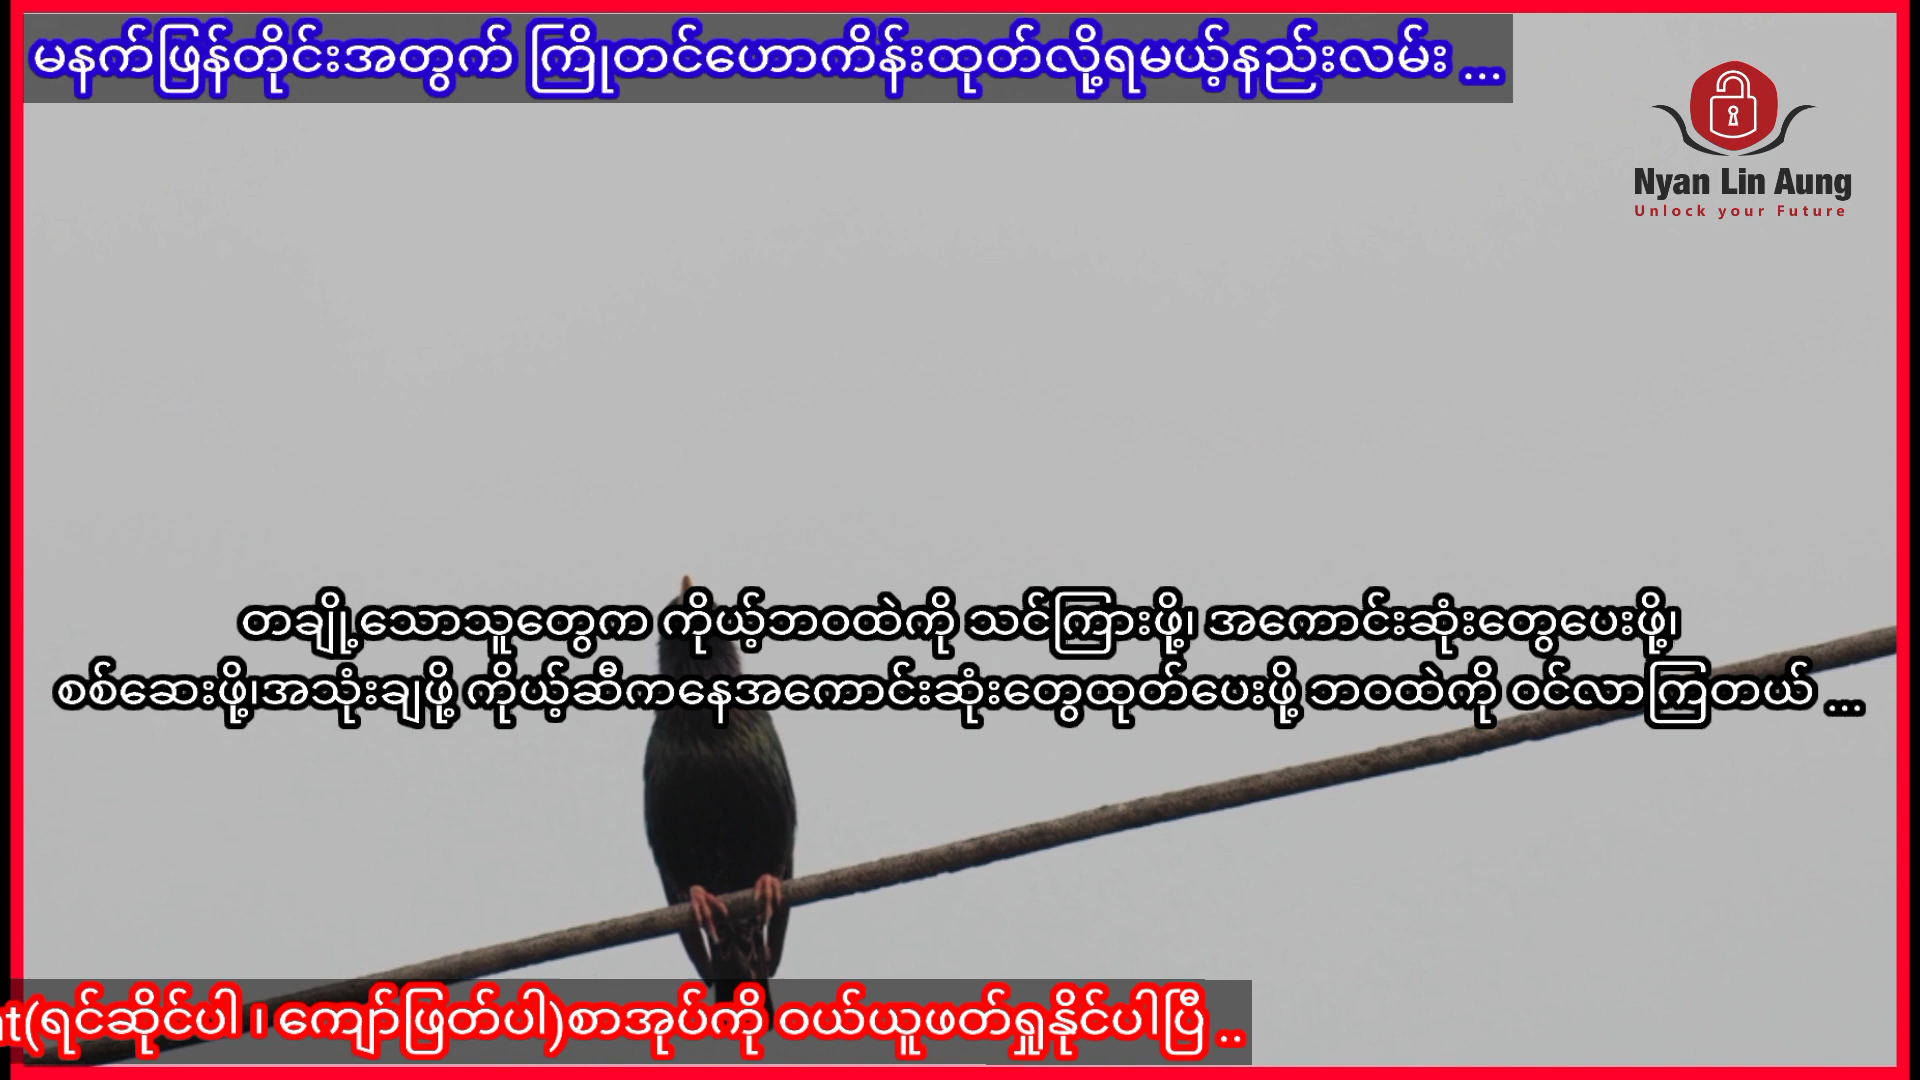 မနက်ဖြန်တိုင်းအတွက် ကြိုတင်ဟောကိန်းထုတ်လို့ရမယ့်နည်းလမ်း ...
Nyan Lin Aung
Unlock your Future
တချို့သောသူတွေက ကိုယ့်ဘဝထဲကို သင်ကြားဖို့၊ အကောင်းဆုံးတွေပေးဖို့၊
စစ်ဆေးဖို့၊အသုံးချဖို့ ကိုယ့်ဆီကနေအကောင်းဆုံးတွေထုတ်ပေးဖို့ ဘဝထဲကို ဝင်လာကြတယ် ...
(ရင်ဆိုင်ပါ ၊ ကျော်ဖြတ်ပါ)စာအုပ်ကို ဝယ်ယူဖတ်ရှုနိုင်ပါပြီ ..